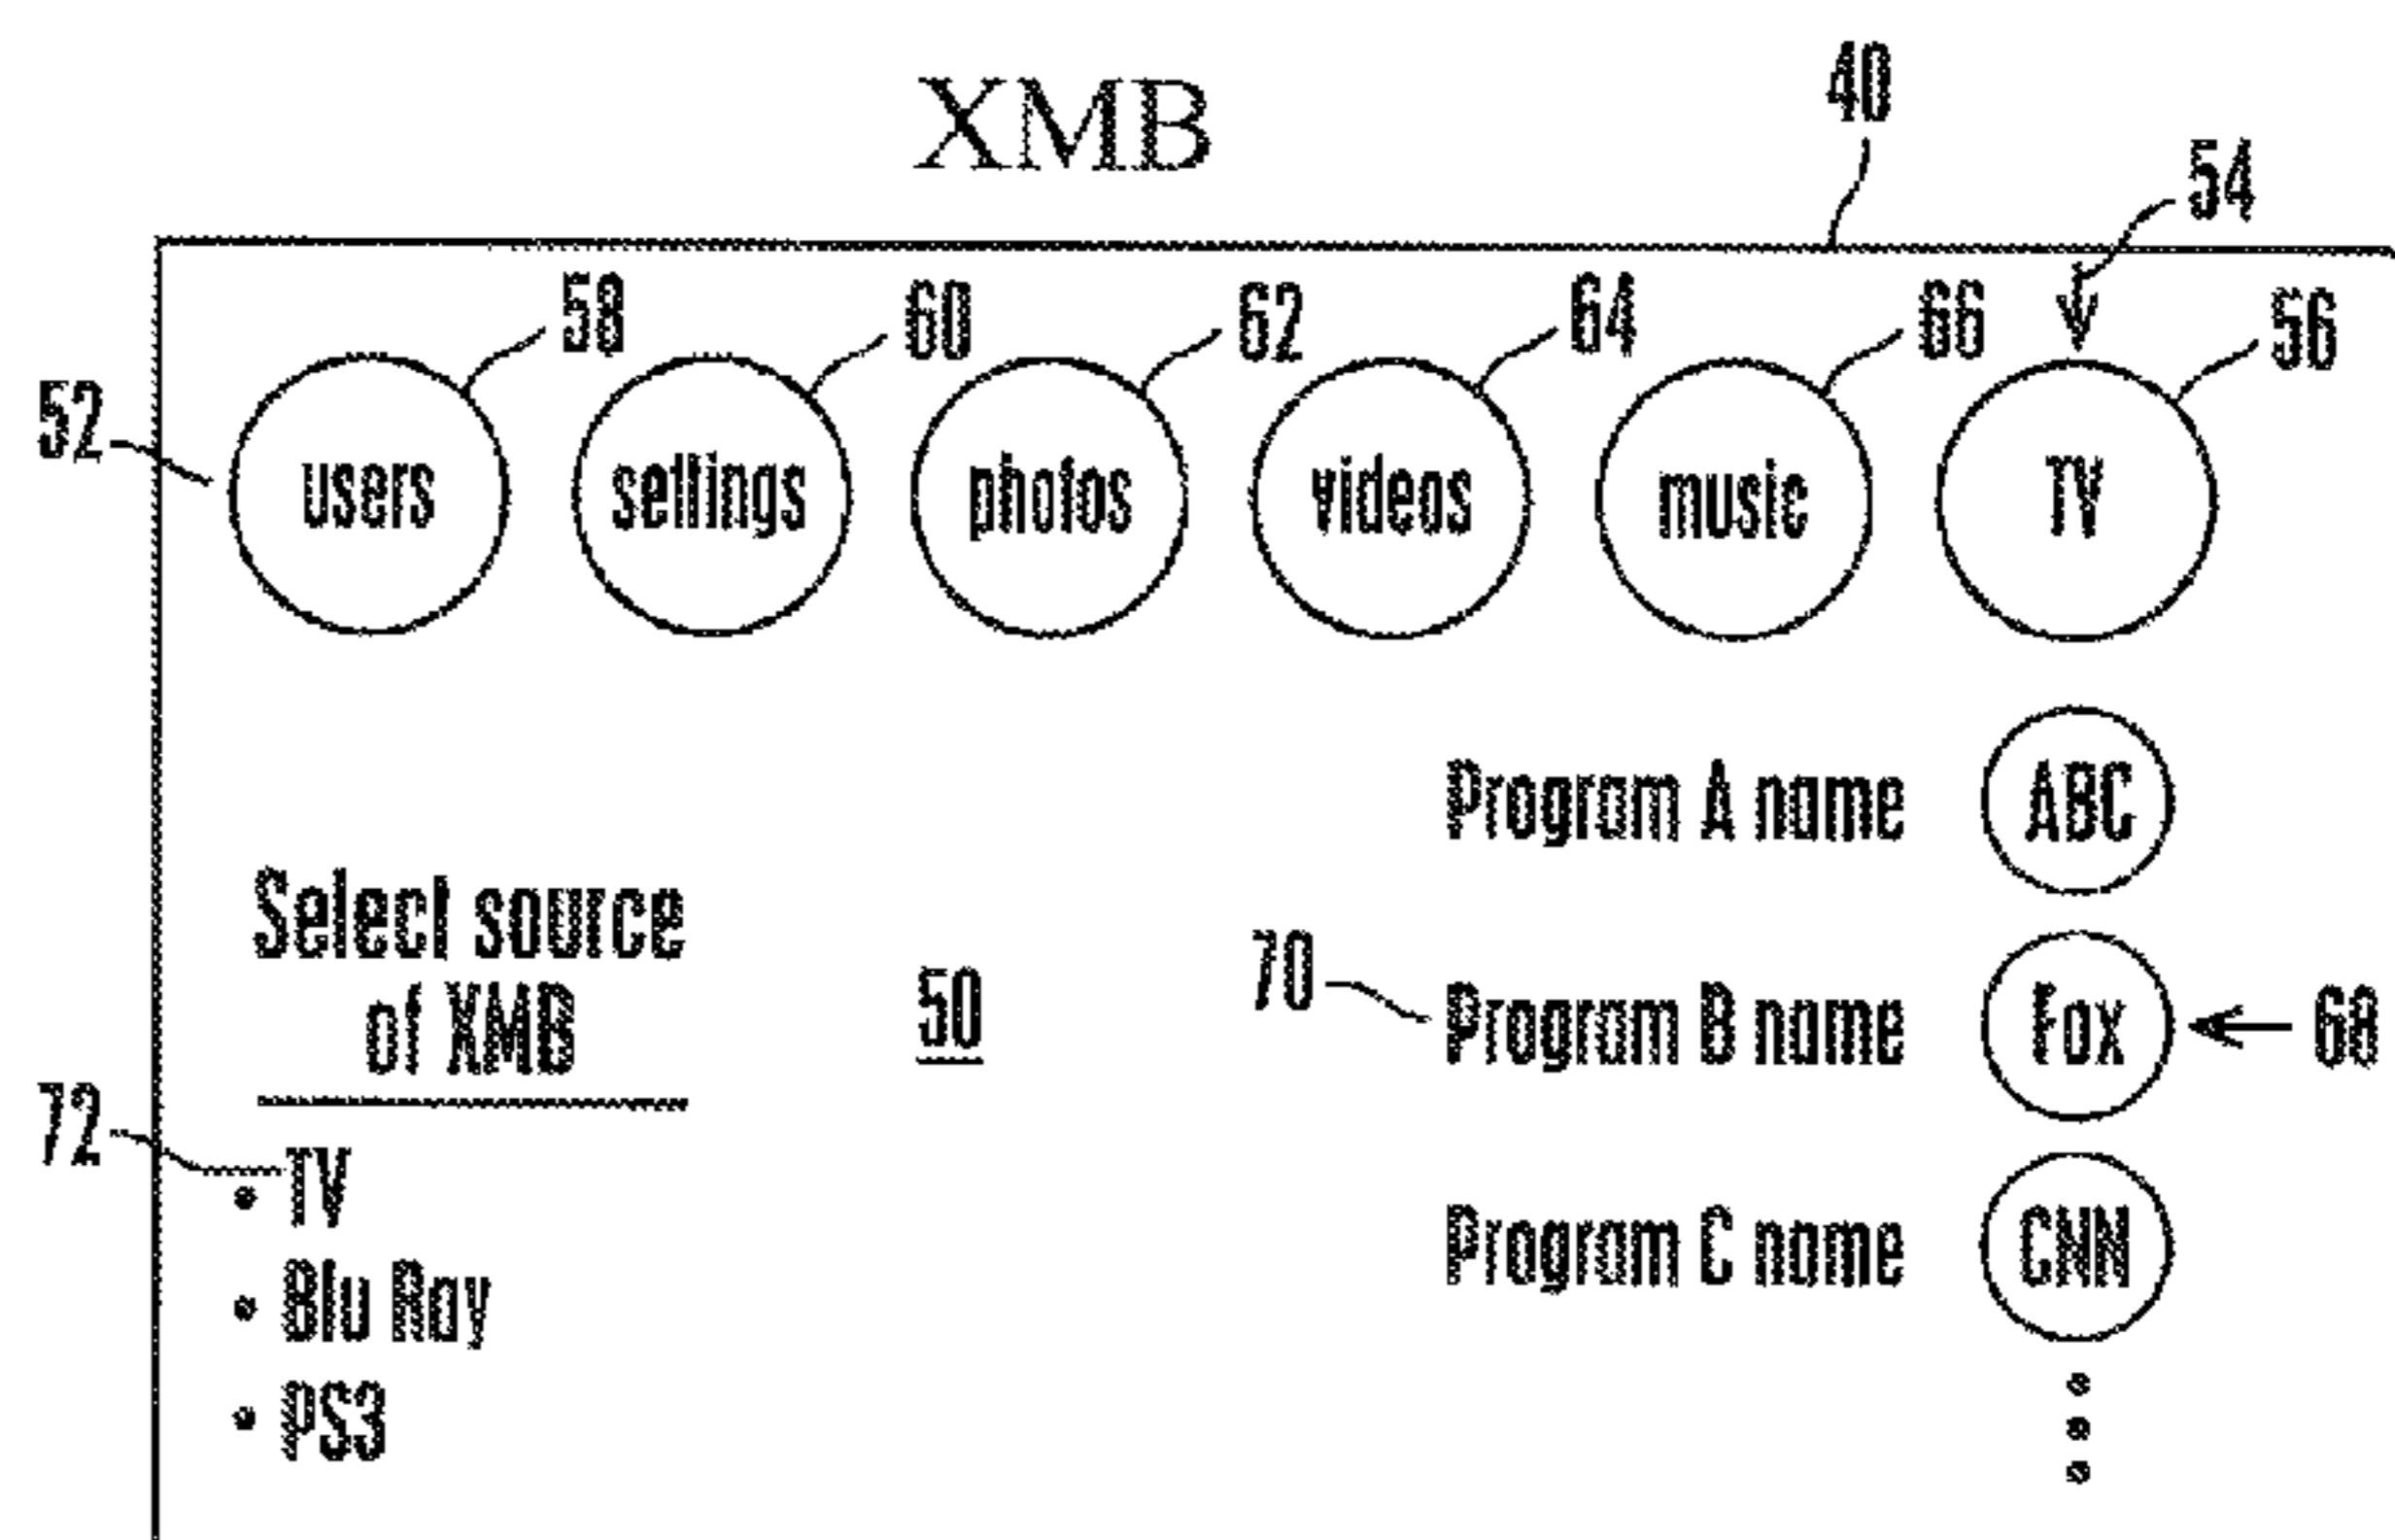 XMB
40
54
58 60 62 64 66 56
52
users settings photos videos music TV
Program A name ABC
Select source
of XMB
50
70 Program B name Fox 68
72
TV
Program C name CNN
Blu Ray
PS3